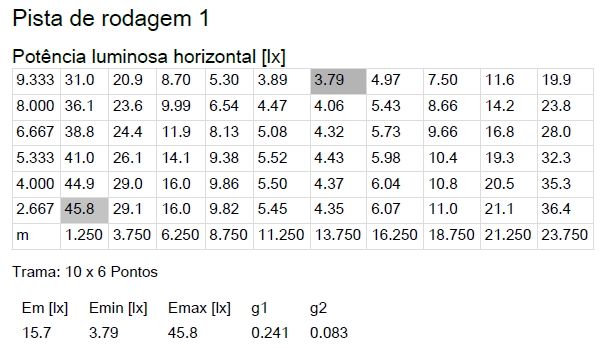 Pista de rodagem 1
Potência luminosa horizontal [lx]
9.333 31.0 20.9 8.70 5.30 3.89 3.79 4.97 7.50 11.6 19.9
8.000 36.1 23.6 9.99 6.54 4.47 4.06 5.43 8.66 14.2 23.8
6.667 38.8 24.4 11.9 8.13 5.08 4.32 5.73 9.66 16.8 28.0
5.333 41.0 26.1 14.1 9.38 5.52 4.43 5.98 10.4 19.3 32.3
4.000 44.9 29.0 16.0 9.86 5.50 4.37 6.04 10.8 20.5 35.3
2.667 45.8 29.1 16.0 9.82 5.45 4.35 6.07 11.0 21.1 36.4
m 1.250 3.750 6.250 8.750 11.250 13.750 16.250 18.750 21.250 23.750
Trama: 10 x 6 Pontos
Em [lx] Emin [lx] Emax [lx] g1 g2
15.7 3.79 45.8 0.241 0.083